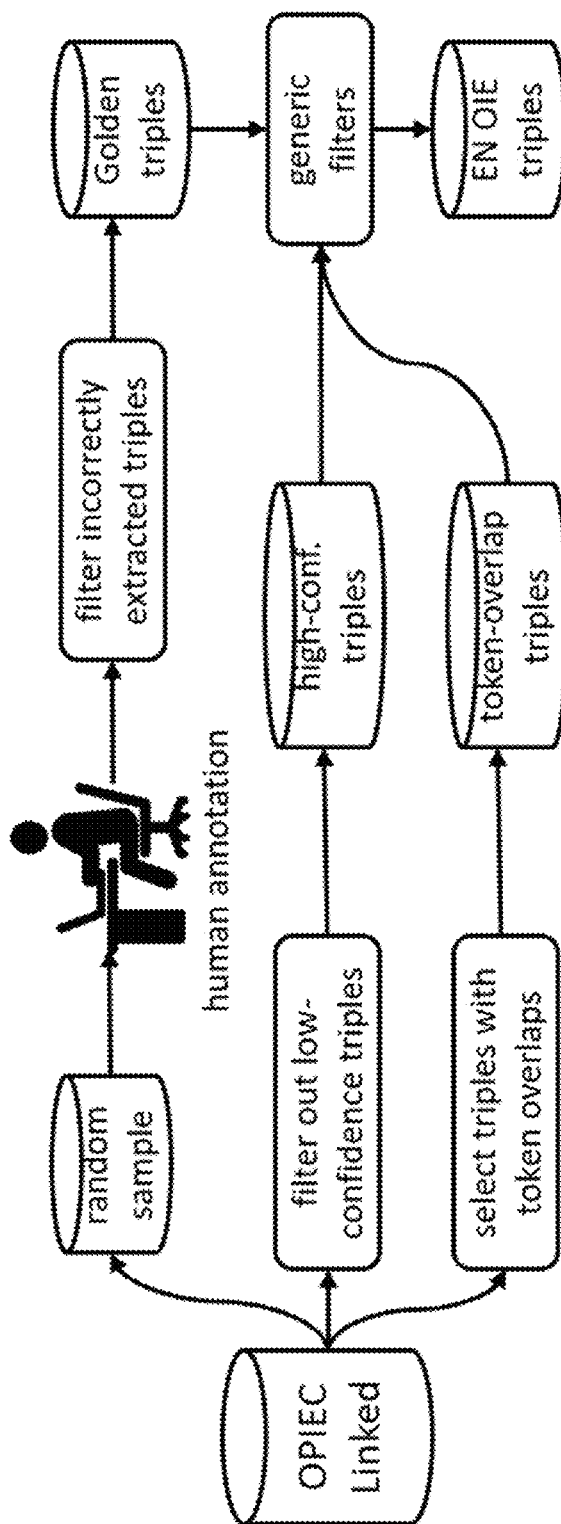 OPIEC
Linked
random
sample
human annotation
filter incorrectly
extracted triples
Golden
triples
filter out low-
confidence triples
high-conf.
triples
generic
filters
select triples with
token overlaps
token-overlap
triples
EN OIE
triples